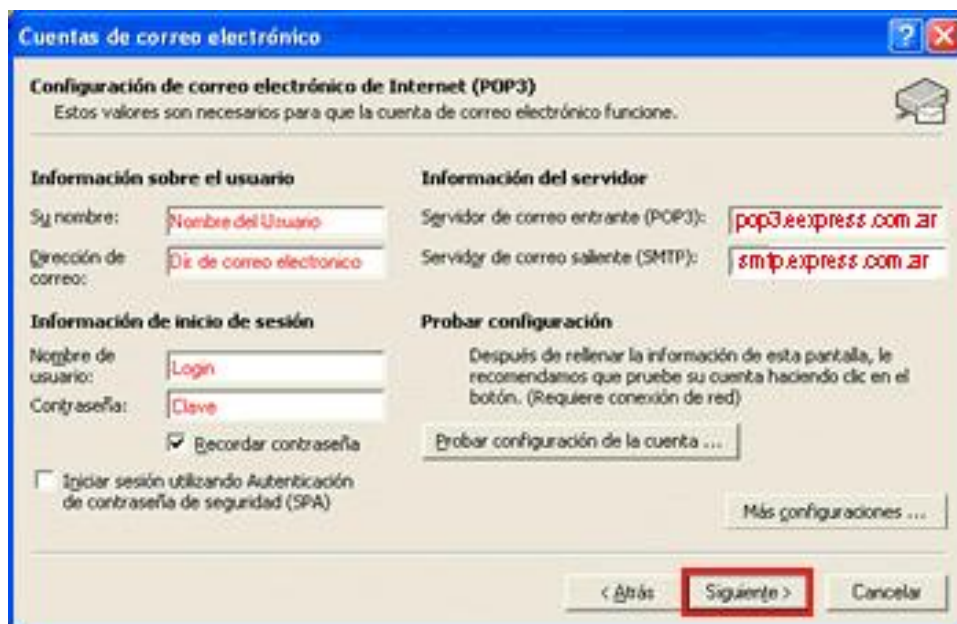 Cuentas de correo electrónico
Configuración de correo electrónico de Internet (POP3)
Estos valores son necesarios para que la cuenta de correo electrónico funcione.
Información sobre el usuario
Su nombre:
Nombre del Usuario
Dirección de correo:
Dir. de correo electronico
Información de inicio de sesión
Nombre de usuario:
Login
Contraseña:
Clave
Recordar contraseña
Iniciar sesión utilizando Autenticación
de contraseña de seguridad (SPA)
Información del servidor
Servidor de correo entrante (POP3):
pop3.eexpress.com.ar
Servidor de correo saliente (SMTP):
smtp.express.com.ar
Probar configuración
Después de rellenar la información de esta pantalla, le
recomendamos que pruebe su cuenta haciendo clic en el
botón. (Requiere conexión de red)
Probar configuración de la cuenta ...
Más configuraciones ...
< Atrás
Siguiente >
Cancelar